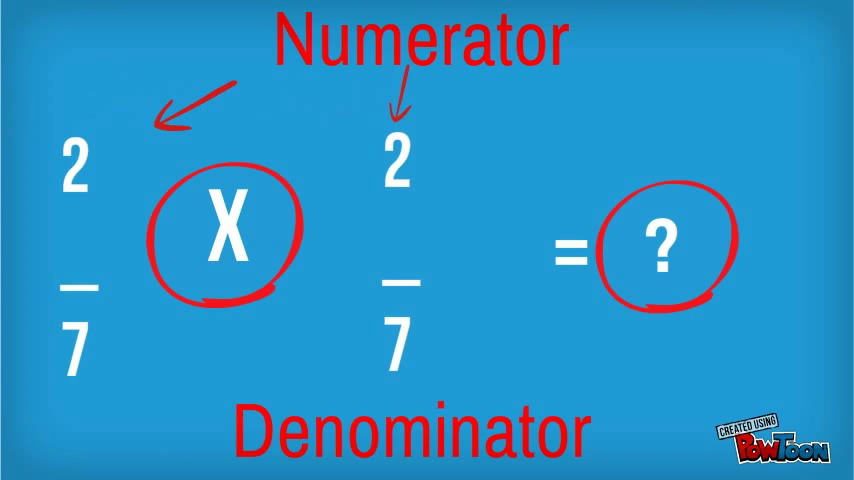 Numerator
2 X 2 = ?
7 7
Denominator
CREATED USING
POWTOON